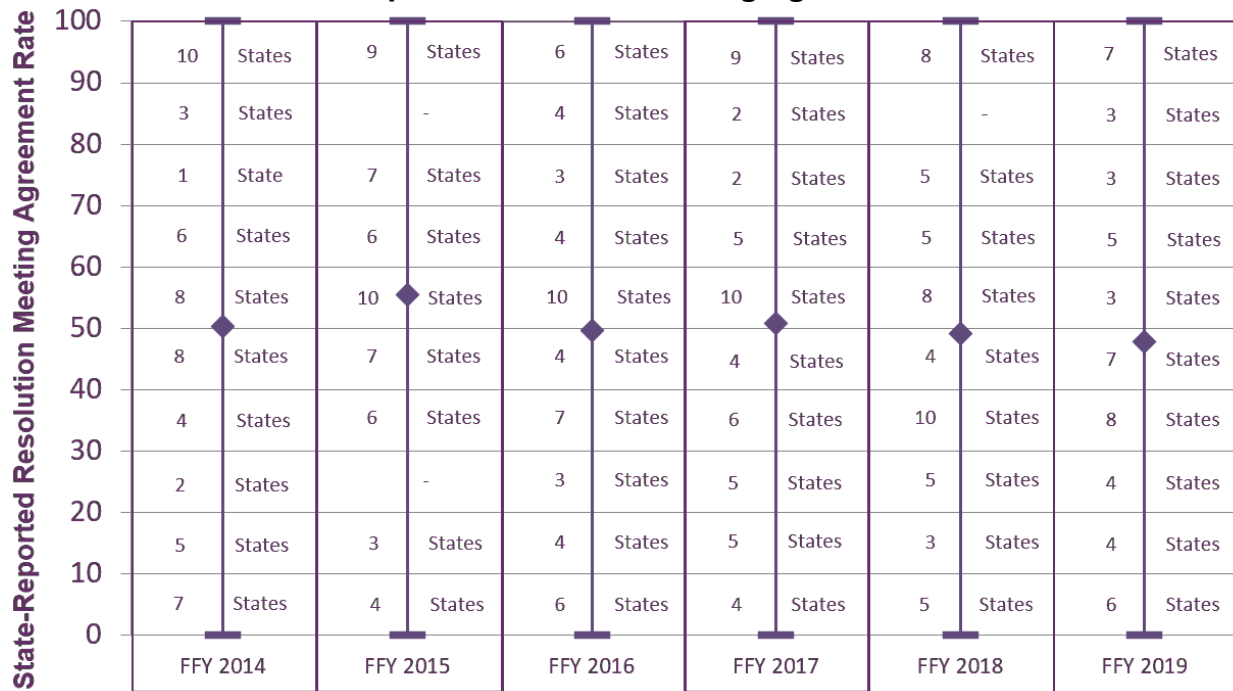 State-Reported Resolution Meeting Agreement Rate
100
10 States 9 States 6 States 9 States 8 States 7 States
90
3 States - 4 States 2 States - 3 States
80
1 State 7 States 3 States 2 States 5 States 3 States
70
6 States 6 States 4 States 5 States 5 States 5 States
60
8 States 10 States 10 States 10 States 8 States 3 States
50
8 States 7 States 4 States 4 States 4 States 7 States
40
4 States 6 States 7 States 6 States 10 States 8 States
30
2 States - 3 States 5 States 5 States 4 States
20
5 States 3 States 4 States 5 States 3 States 4 States
10
7 States 4 States 6 States 4 States 5 States 6 States
0
FFY 2014 FFY 2015 FFY 2016 FFY 2017 FFY 2018 FFY 2019